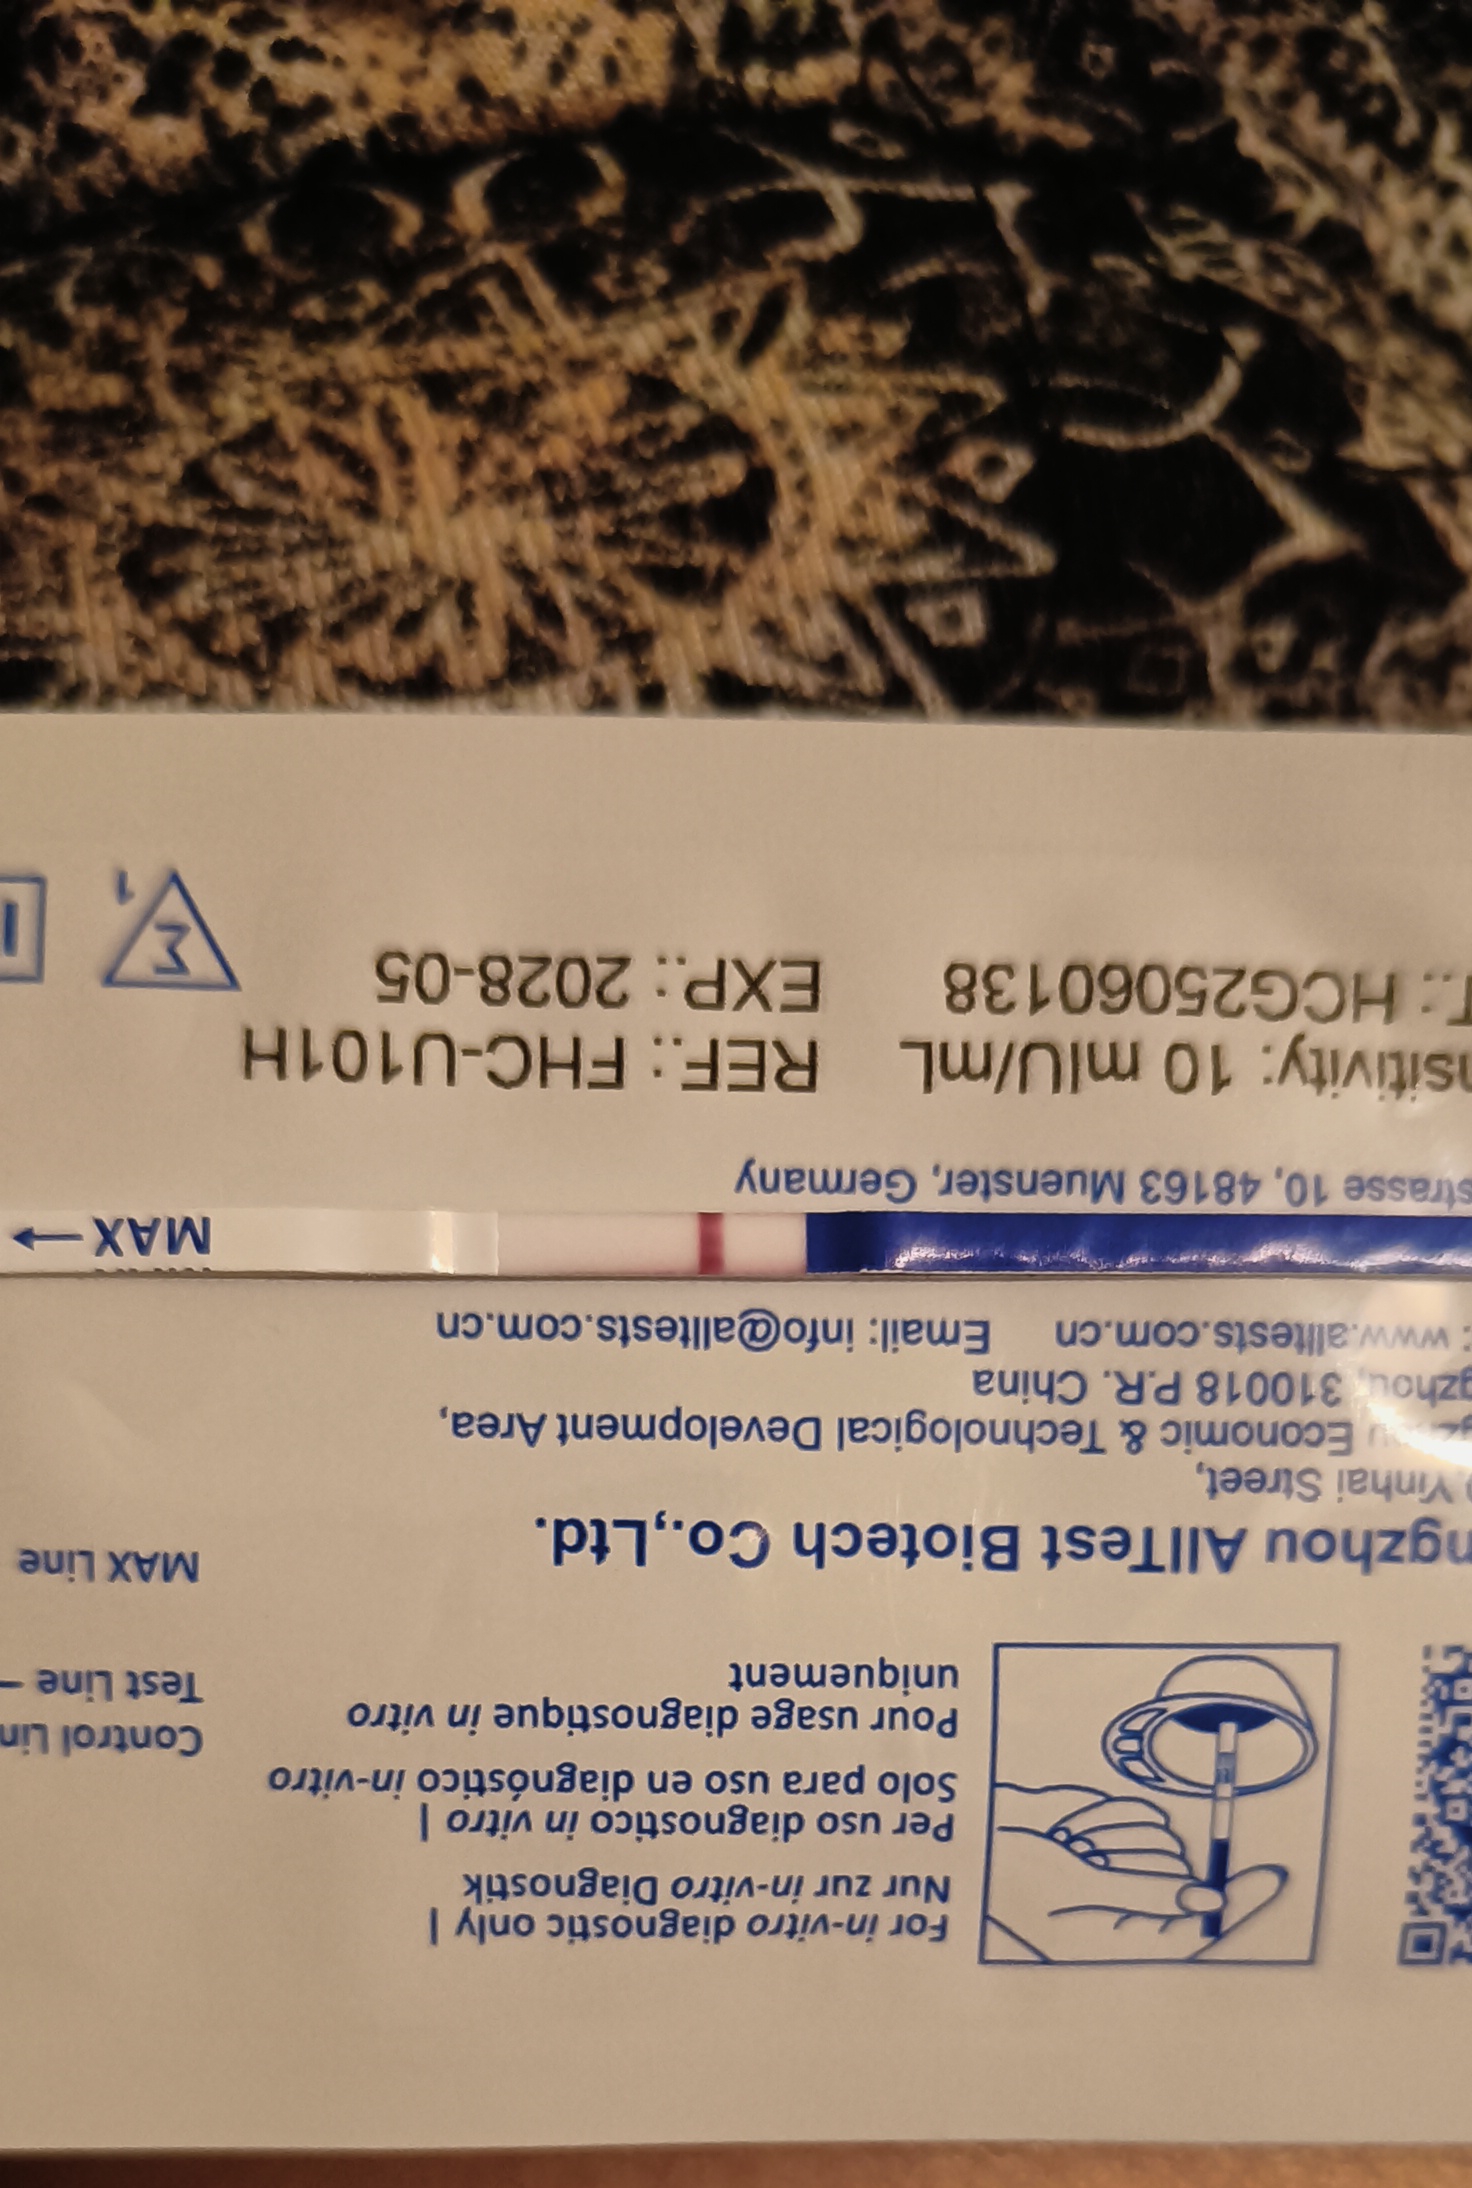 For in-vitro diagnostic only |
Nur zur in-vitro Diagnostik
Per uso diagnostico in vitro |
Solo para uso en diagnóstico in-vitro
Pour usage diagnostique in vitro
uniquement
Control Lin
Test Line –
MAX Line
ngzhou AllTest Biotech Co.,Ltd.
Yinhai Street,
Economic & Technological Development Area,
gzhou, 310018 P.R. China
: www.alltests.com.cn Email: info@alltests.com.cn
MAX
strasse 10, 48163 Muenster, Germany
nsitivity: 10 mIU/mL REF.: FHC-U101H
T.: HCG25060138 EXP.: 2028-05
Σ
1